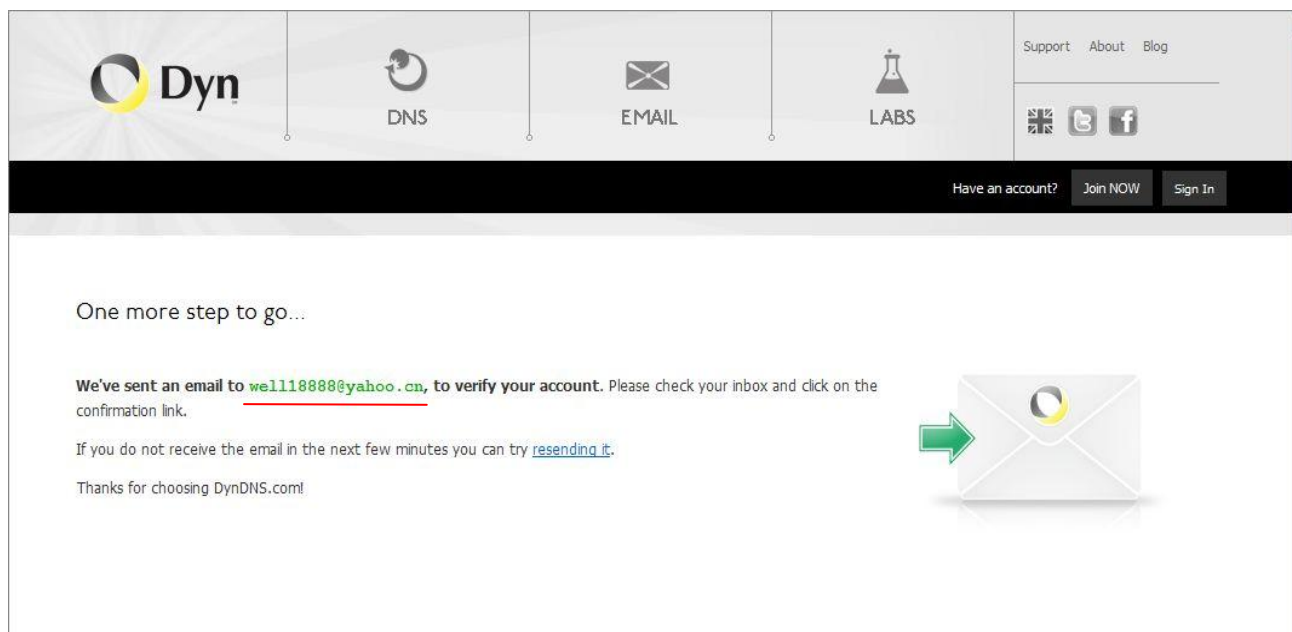 Dyn
DNS
EMAIL
LABS
Support About Blog
Have an account? Join NOW Sign In
One more step to go...
We've sent an email to well18888@yahoo.cn, to verify your account. Please check your inbox and click on the
confirmation link.
If you do not receive the email in the next few minutes you can try resending it.
Thanks for choosing DynDNS.com!